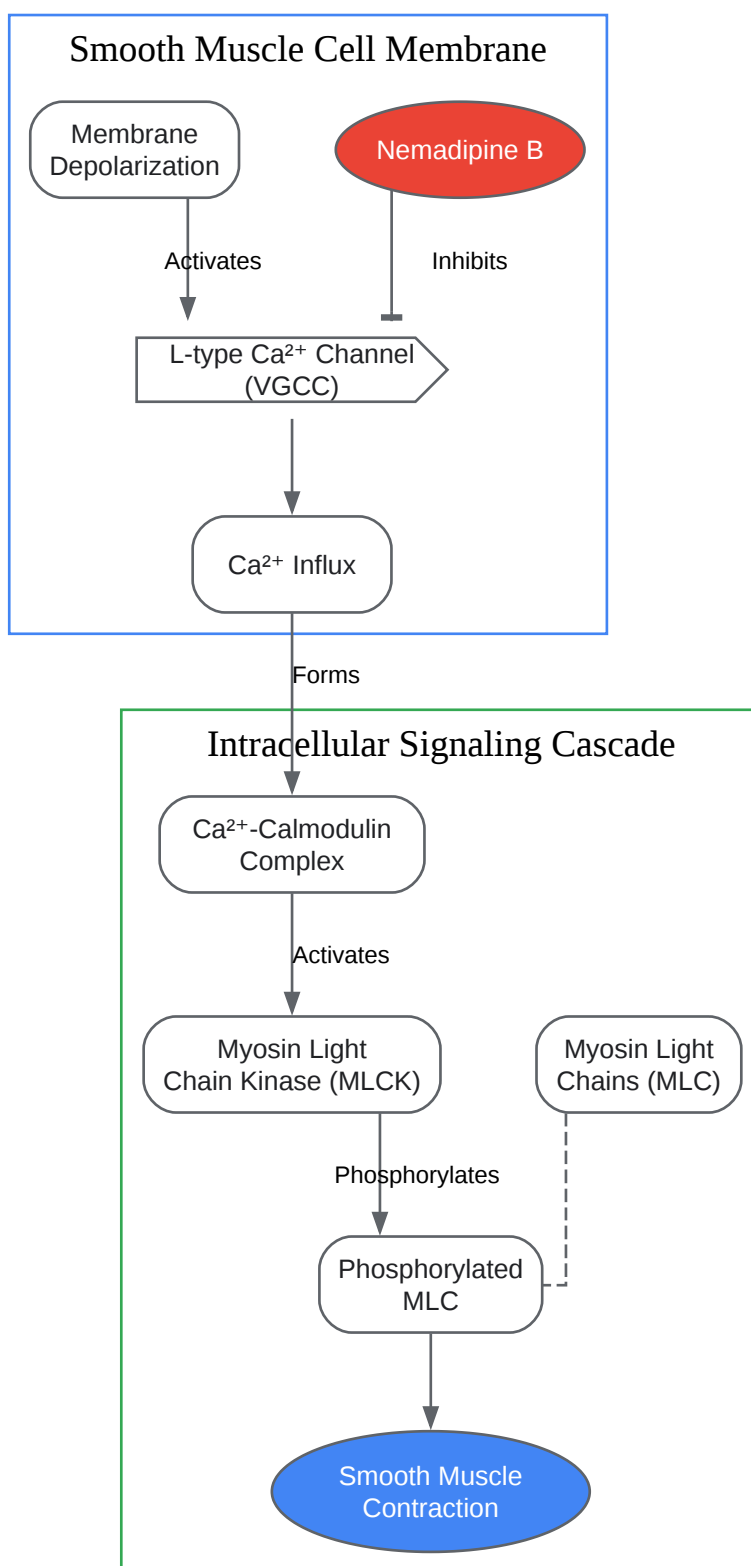 Smooth Muscle Cell Membrane
Membrane
Depolarization
Nemadipine B
Activates
Inhibits
L-type Ca²⁺ Channel
(VGCC)
Ca²⁺ Influx
Forms
Intracellular Signaling Cascade
Ca²⁺-Calmodulin
Complex
Activates
Myosin Light
Chain Kinase (MLCK)
Myosin Light
Chains (MLC)
Phosphorylates
Phosphorylated
MLC
Smooth Muscle
Contraction